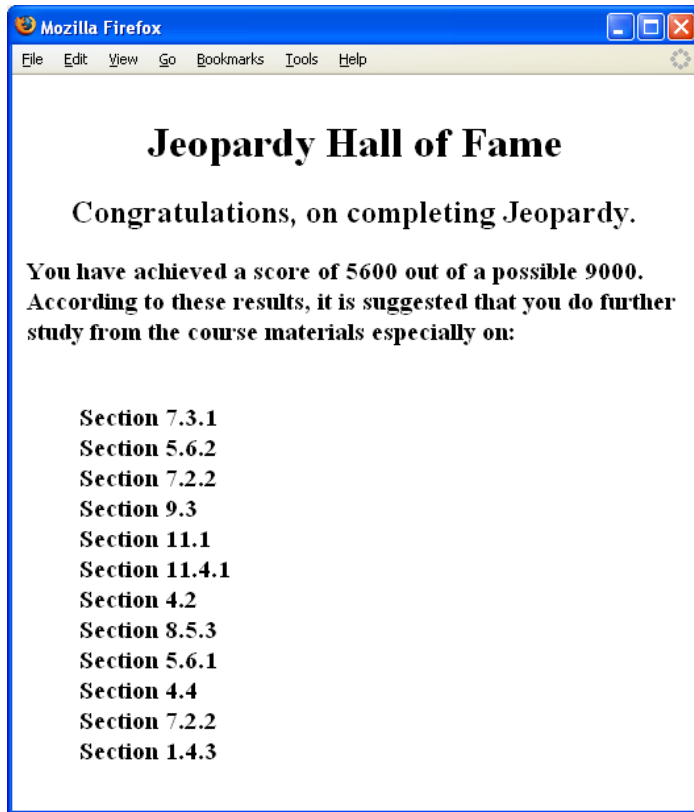 Mozilla Firefox
File Edit View Go Bookmarks Tools Help
Jeopardy Hall of Fame
Congratulations, on completing Jeopardy.
You have achieved a score of 5600 out of a possible 9000.
According to these results, it is suggested that you do further
study from the course materials especially on:
Section 7.3.1
Section 5.6.2
Section 7.2.2
Section 9.3
Section 11.1
Section 11.4.1
Section 4.2
Section 8.5.3
Section 5.6.1
Section 4.4
Section 7.2.2
Section 1.4.3